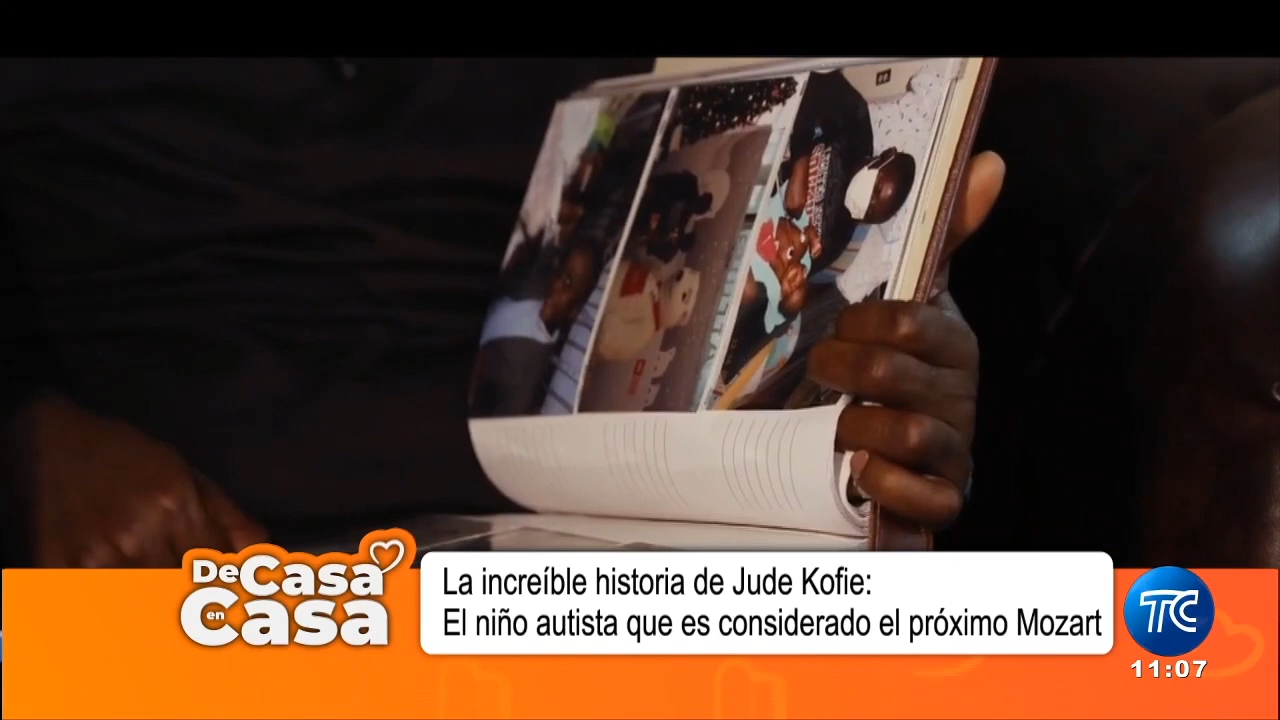 De Casa
en
Casa
La increíble historia de Jude Kofie:
El niño autista que es considerado el próximo Mozart
TC
11:07